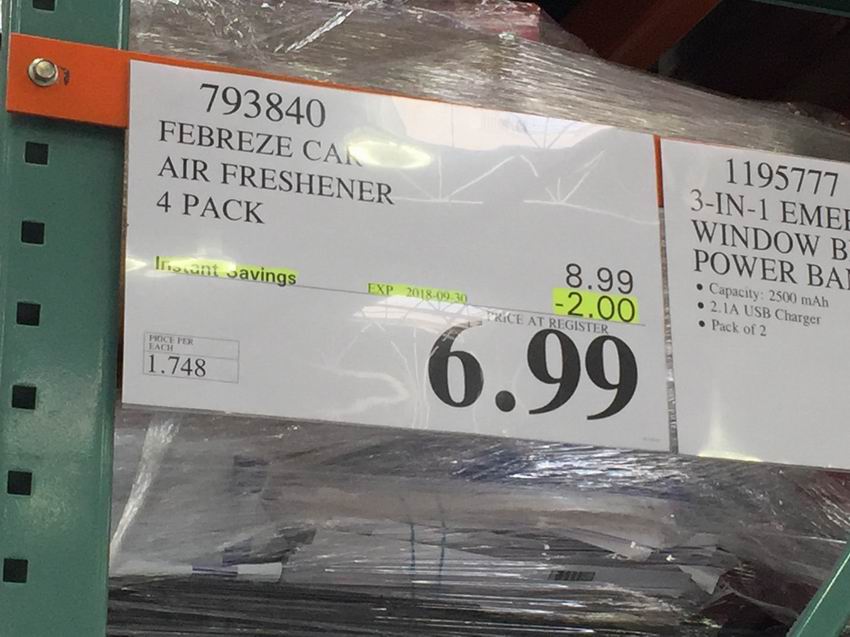 793840
FEBREZE CAR
AIR FRESHENER
4 PACK
Instant Savings
8.99
EXP 2018-09-30
-2.00
PRICE AT REGISTER
6.99
PRICE PER
EACH
1.748
1195777
3-IN-1 EME
WINDOW B
POWER BA
• Capacity: 2500 mAh
• 2.1A USB Charger
• Pack of 2